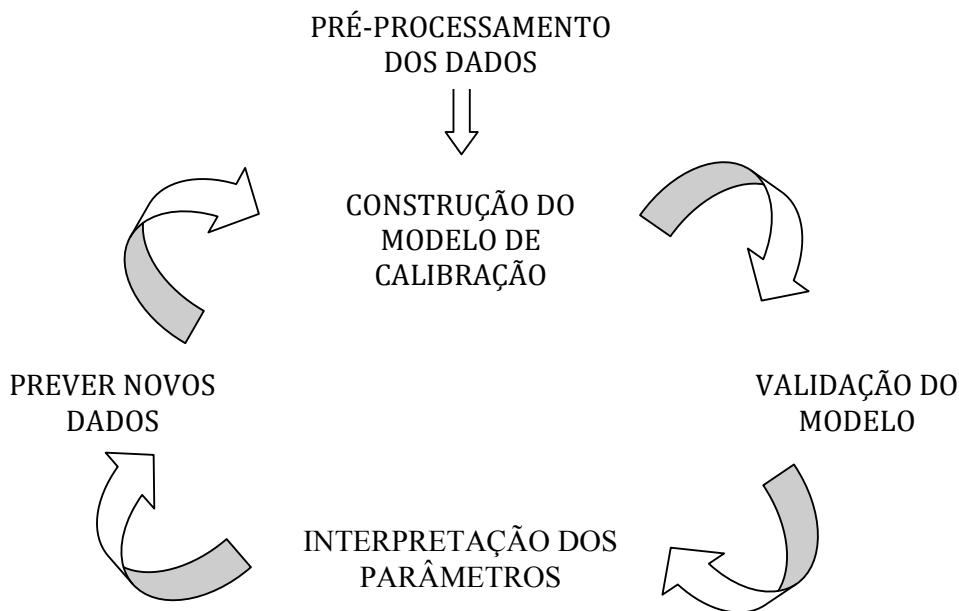 PRÉ-PROCESSAMENTO
DOS DADOS
CONSTRUÇÃO DO
MODELO DE
CALIBRAÇÃO
VALIDAÇÃO DO
MODELO
INTERPRETAÇÃO DOS
PARÂMETROS
PREVER NOVOS
DADOS